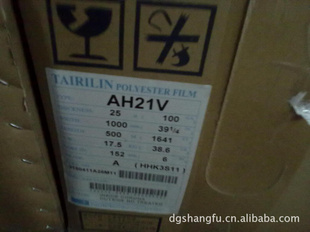 TAIRILIN POLYESTER FILM
AH21V
25 100
1000 39¼
500 1641
17.5 38.6
152 6
A (HHK3S11)
dgshangfu.cn.alibaba.com